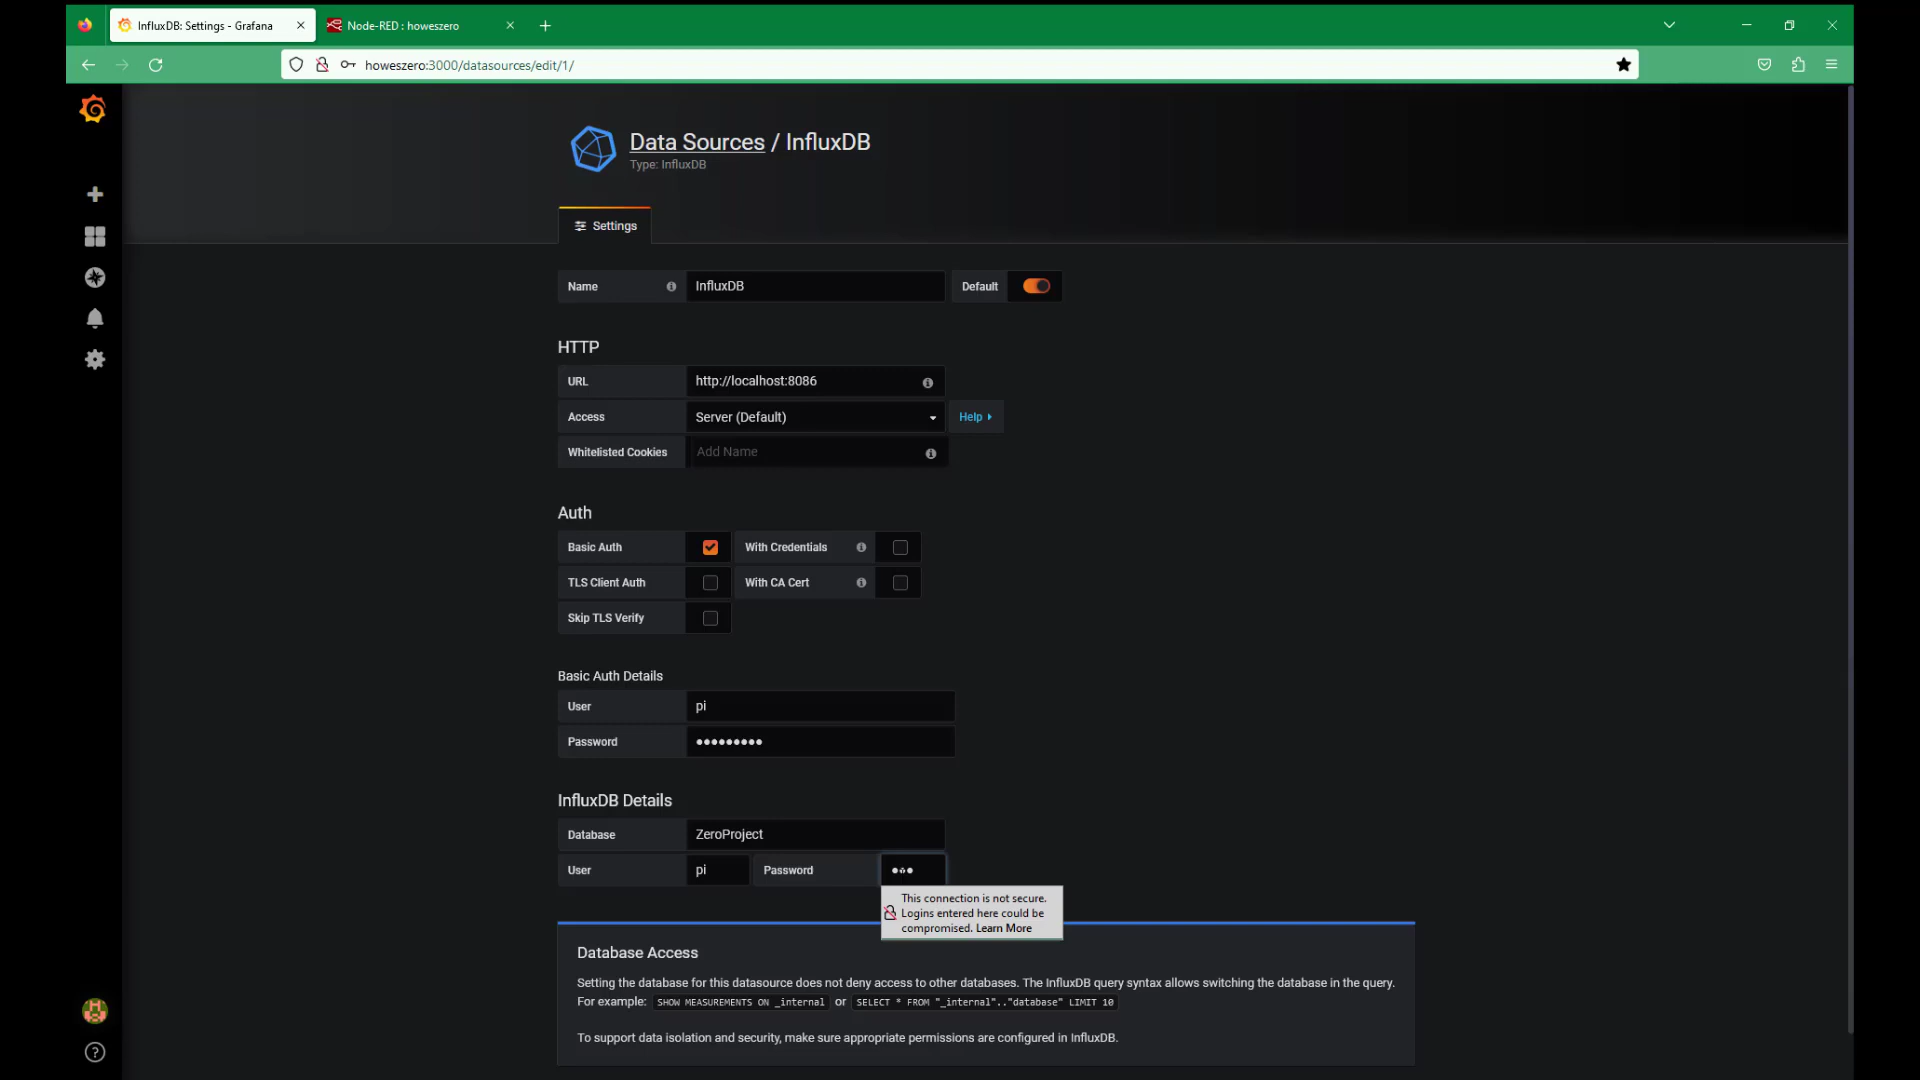 InfluxDB: Settings - Grafana
Node-RED : howeszero
howeszero:3000/datasources/edit/1/
Data Sources / InfluxDB
Type: InfluxDB
Settings
Name InfluxDB Default
HTTP
URL http://localhost:8086
Access Server (Default) Help
Whitelisted Cookies Add Name
Auth
Basic Auth With Credentials
TLS Client Auth With CA Cert
Skip TLS Verify
Basic Auth Details
User pi
Password •••••••••
InfluxDB Details
Database ZeroProject
User pi Password •••
This connection is not secure.
Logins entered here could be
compromised. Learn More
Database Access
Setting the database for this datasource does not deny access to other databases. The InfluxDB query syntax allows switching the database in the query.
For example: SHOW MEASUREMENTS ON _internal or SELECT * FROM "_internal".."database" LIMIT 10
To support data isolation and security, make sure appropriate permissions are configured in InfluxDB.